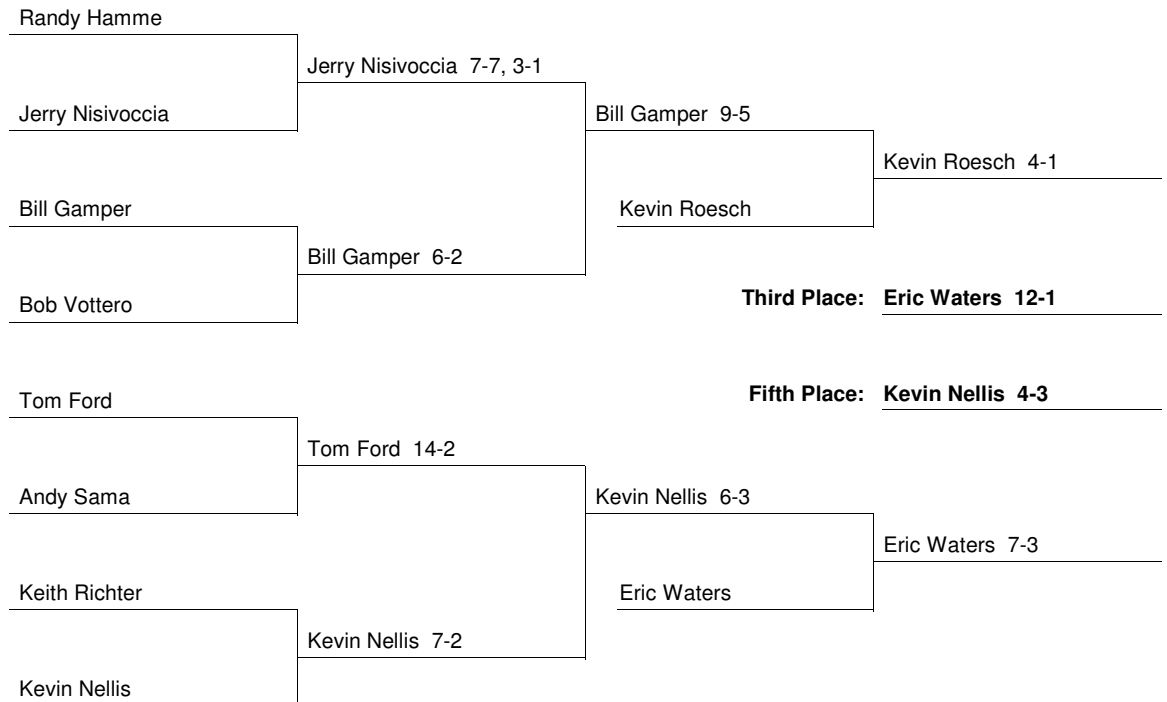 Randy Hamme
Jerry Nisivoccia 7-7, 3-1
Jerry Nisivoccia
Bill Gamper 9-5
Kevin Roesch 4-1
Bill Gamper
Kevin Roesch
Bill Gamper 6-2
Bob Vottero
Third Place: Eric Waters 12-1
Tom Ford
Fifth Place: Kevin Nellis 4-3
Tom Ford 14-2
Andy Sama
Kevin Nellis 6-3
Eric Waters 7-3
Keith Richter
Eric Waters
Kevin Nellis 7-2
Kevin Nellis